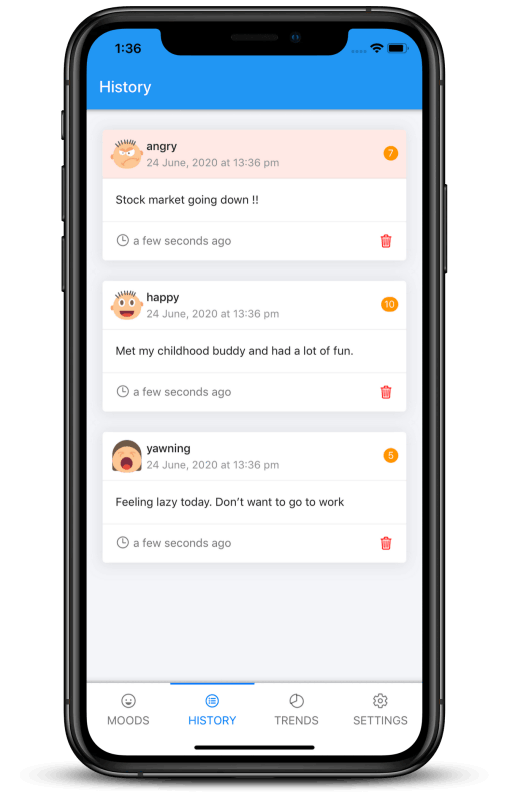 1:36
History
angry
24 June, 2020 at 13:36 pm
7
Stock market going down !!
a few seconds ago
happy
24 June, 2020 at 13:36 pm
10
Met my childhood buddy and had a lot of fun.
a few seconds ago
yawning
24 June, 2020 at 13:36 pm
5
Feeling lazy today. Don't want to go to work
a few seconds ago
MOODS
HISTORY
TRENDS
SETTINGS